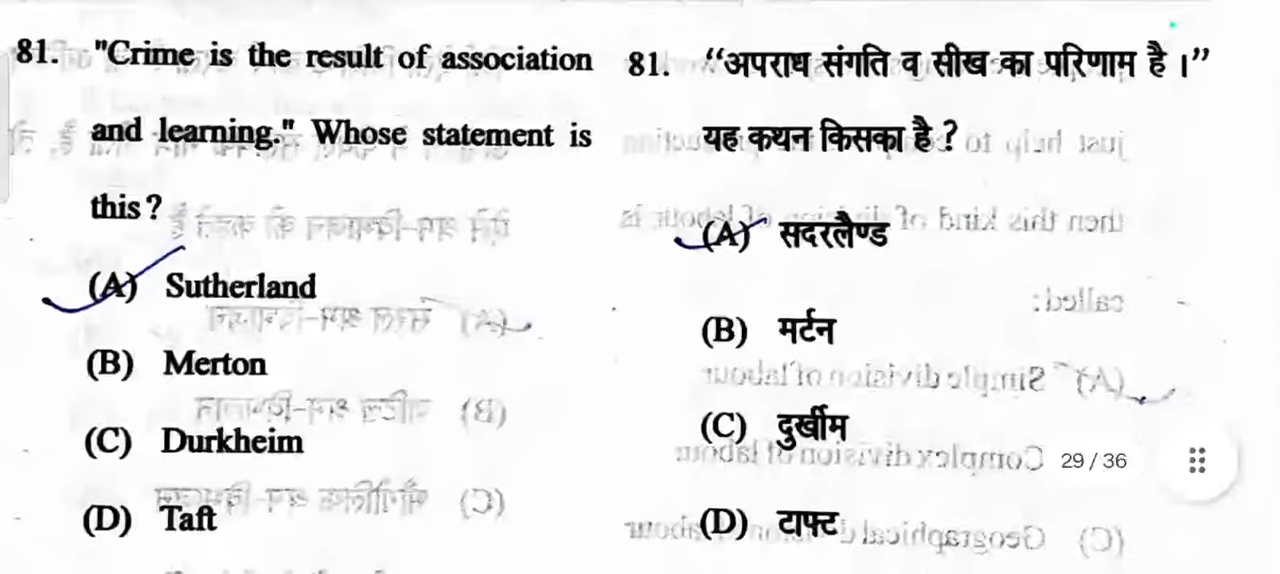 81. "Crime is the result of association
and learning." Whose statement is
this?
(A) Sutherland
(B) Merton
(C) Durkheim
(D) Taft
81. “अपराध संगति व सीख का परिणाम है।”
यह कथन किसका है?
(A) सदरलैण्ड
(B) मर्टन
(C) दुर्खीम
(D) टाफ्ट
29 / 36